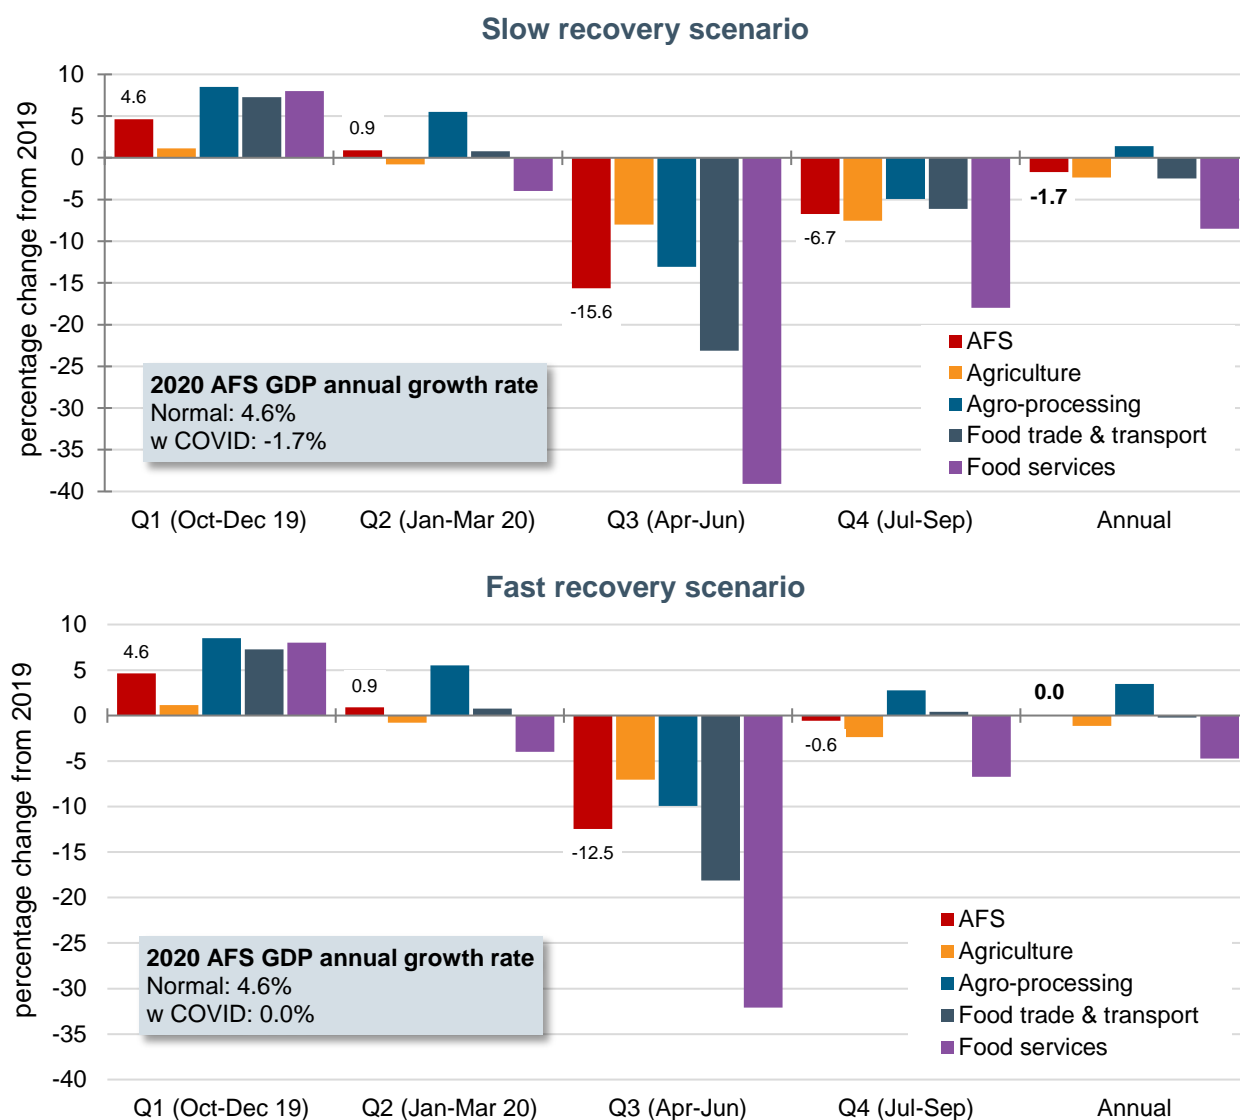 Slow recovery scenario
percentage change from 2019
10
5
0
-5
-10
-15
-20
-25
-30
-35
-40
4.6
0.9
-15.6
-6.7
-1.7
2020 AFS GDP annual growth rate
Normal: 4.6%
w COVID: -1.7%
AFS
Agriculture
Agro-processing
Food trade & transport
Food services
Q1 (Oct-Dec 19)
Q2 (Jan-Mar 20)
Q3 (Apr-Jun)
Q4 (Jul-Sep)
Annual
Fast recovery scenario
percentage change from 2019
10
5
0
-5
-10
-15
-20
-25
-30
-35
-40
4.6
0.9
-12.5
-0.6
0.0
2020 AFS GDP annual growth rate
Normal: 4.6%
w COVID: 0.0%
AFS
Agriculture
Agro-processing
Food trade & transport
Food services
Q1 (Oct-Dec 19)
Q2 (Jan-Mar 20)
Q3 (Apr-Jun)
Q4 (Jul-Sep)
Annual